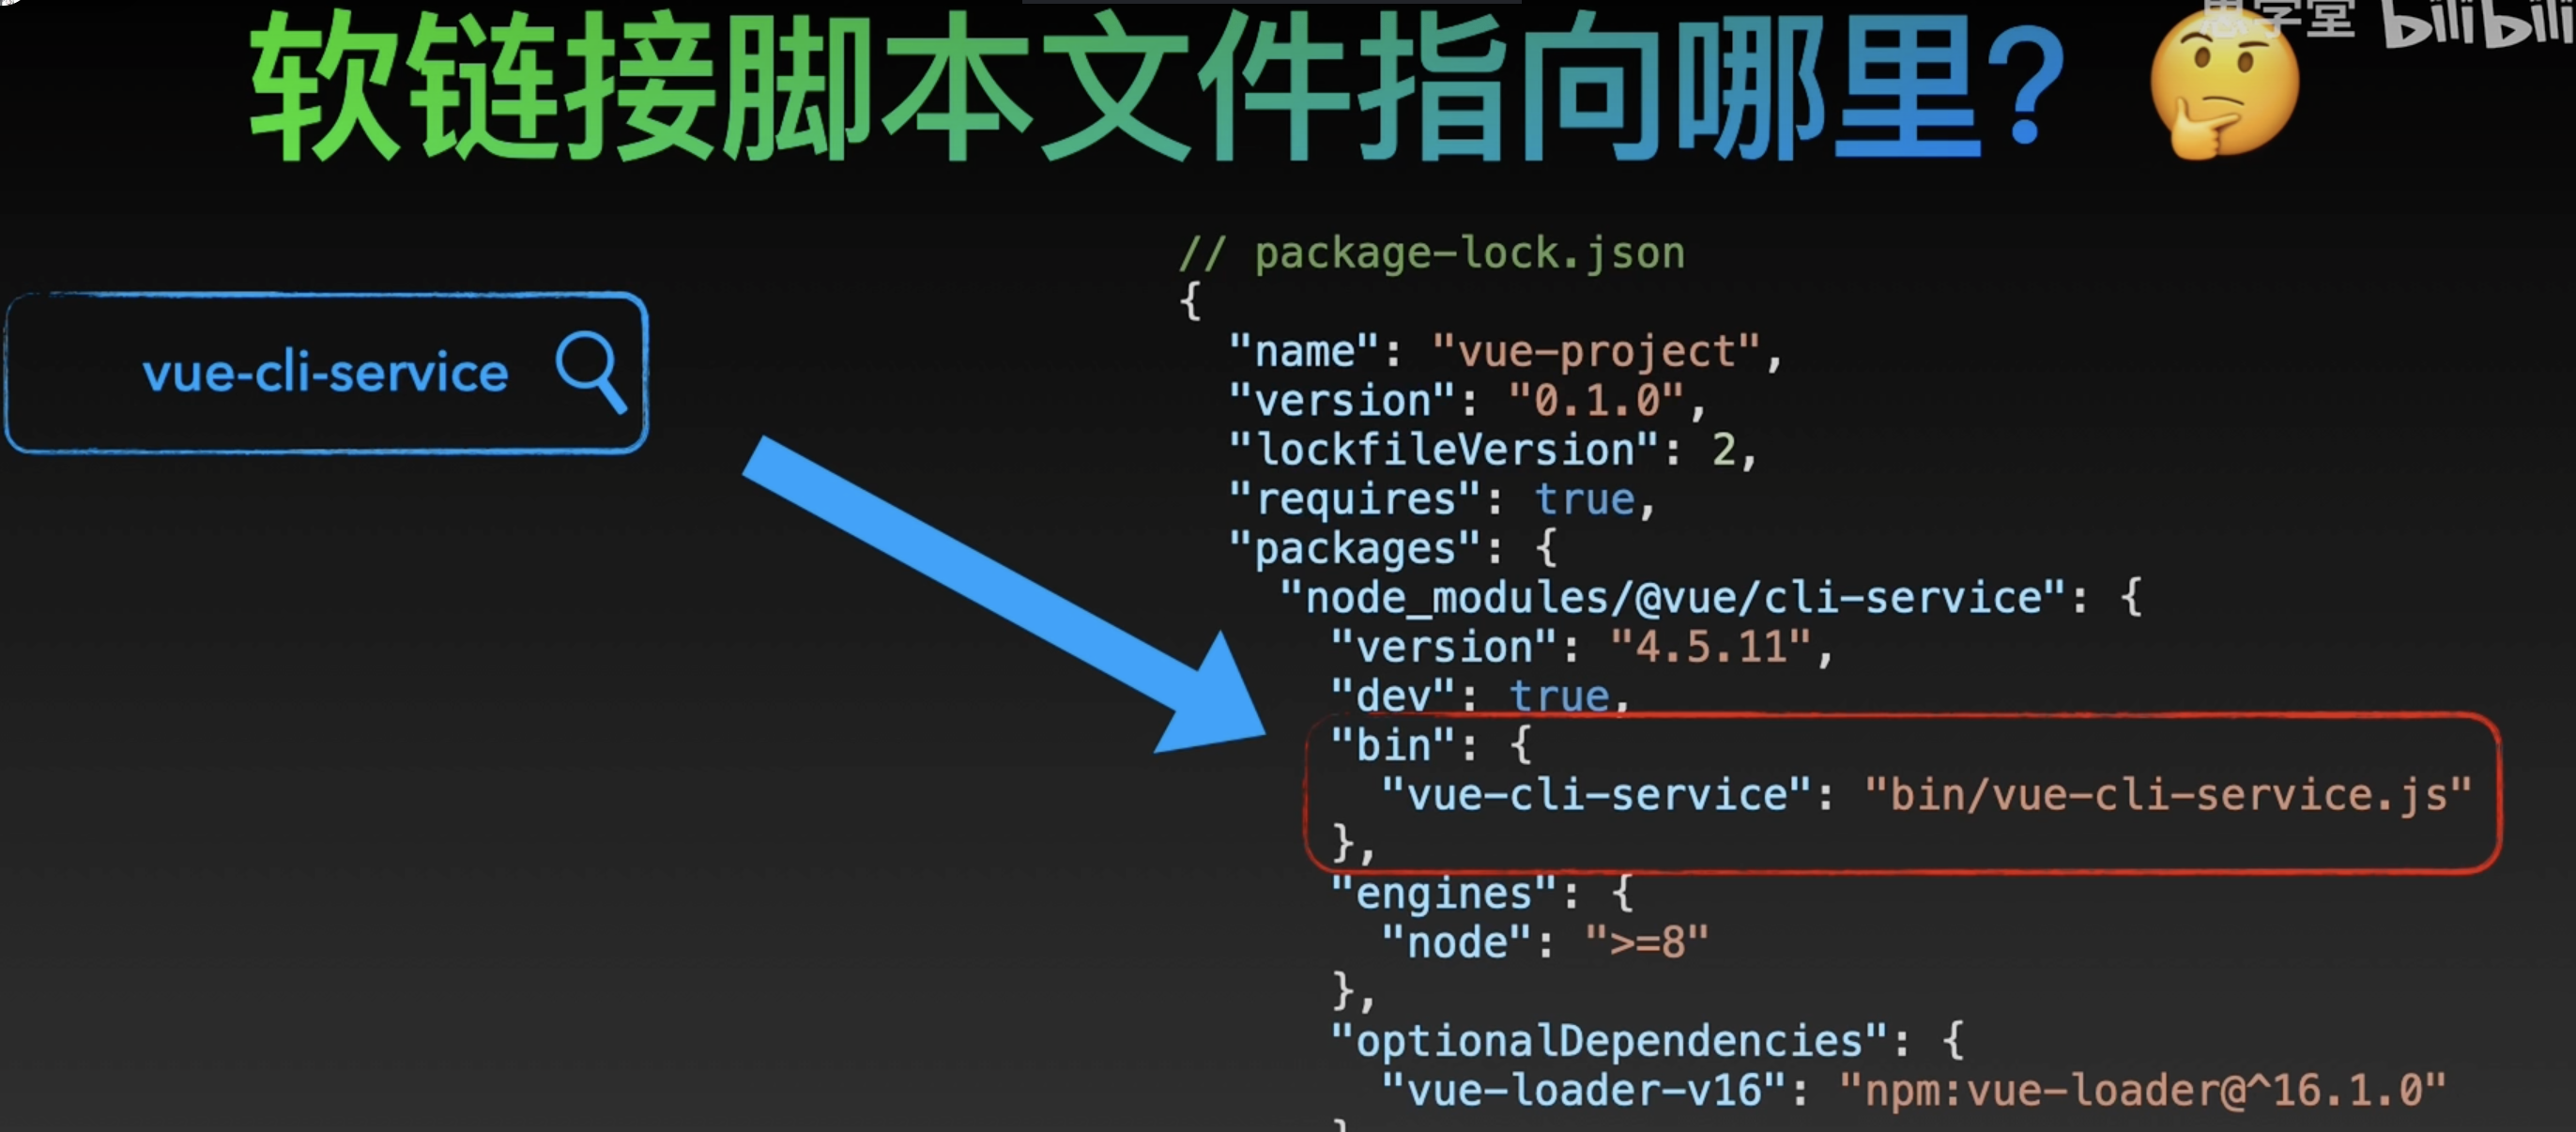 软链接脚本文件指向哪里?
思学堂 bilibili
vue-cli-service
// package-lock.json
{
"name": "vue-project",
"version": "0.1.0",
"lockfileVersion": 2,
"requires": true,
"packages": {
"node_modules/@vue/cli-service": {
"version": "4.5.11",
"dev": true,
"bin": {
"vue-cli-service": "bin/vue-cli-service.js"
},
"engines": {
"node": ">=8"
},
"optionalDependencies": {
"vue-loader-v16": "npm:vue-loader@^16.1.0"
}